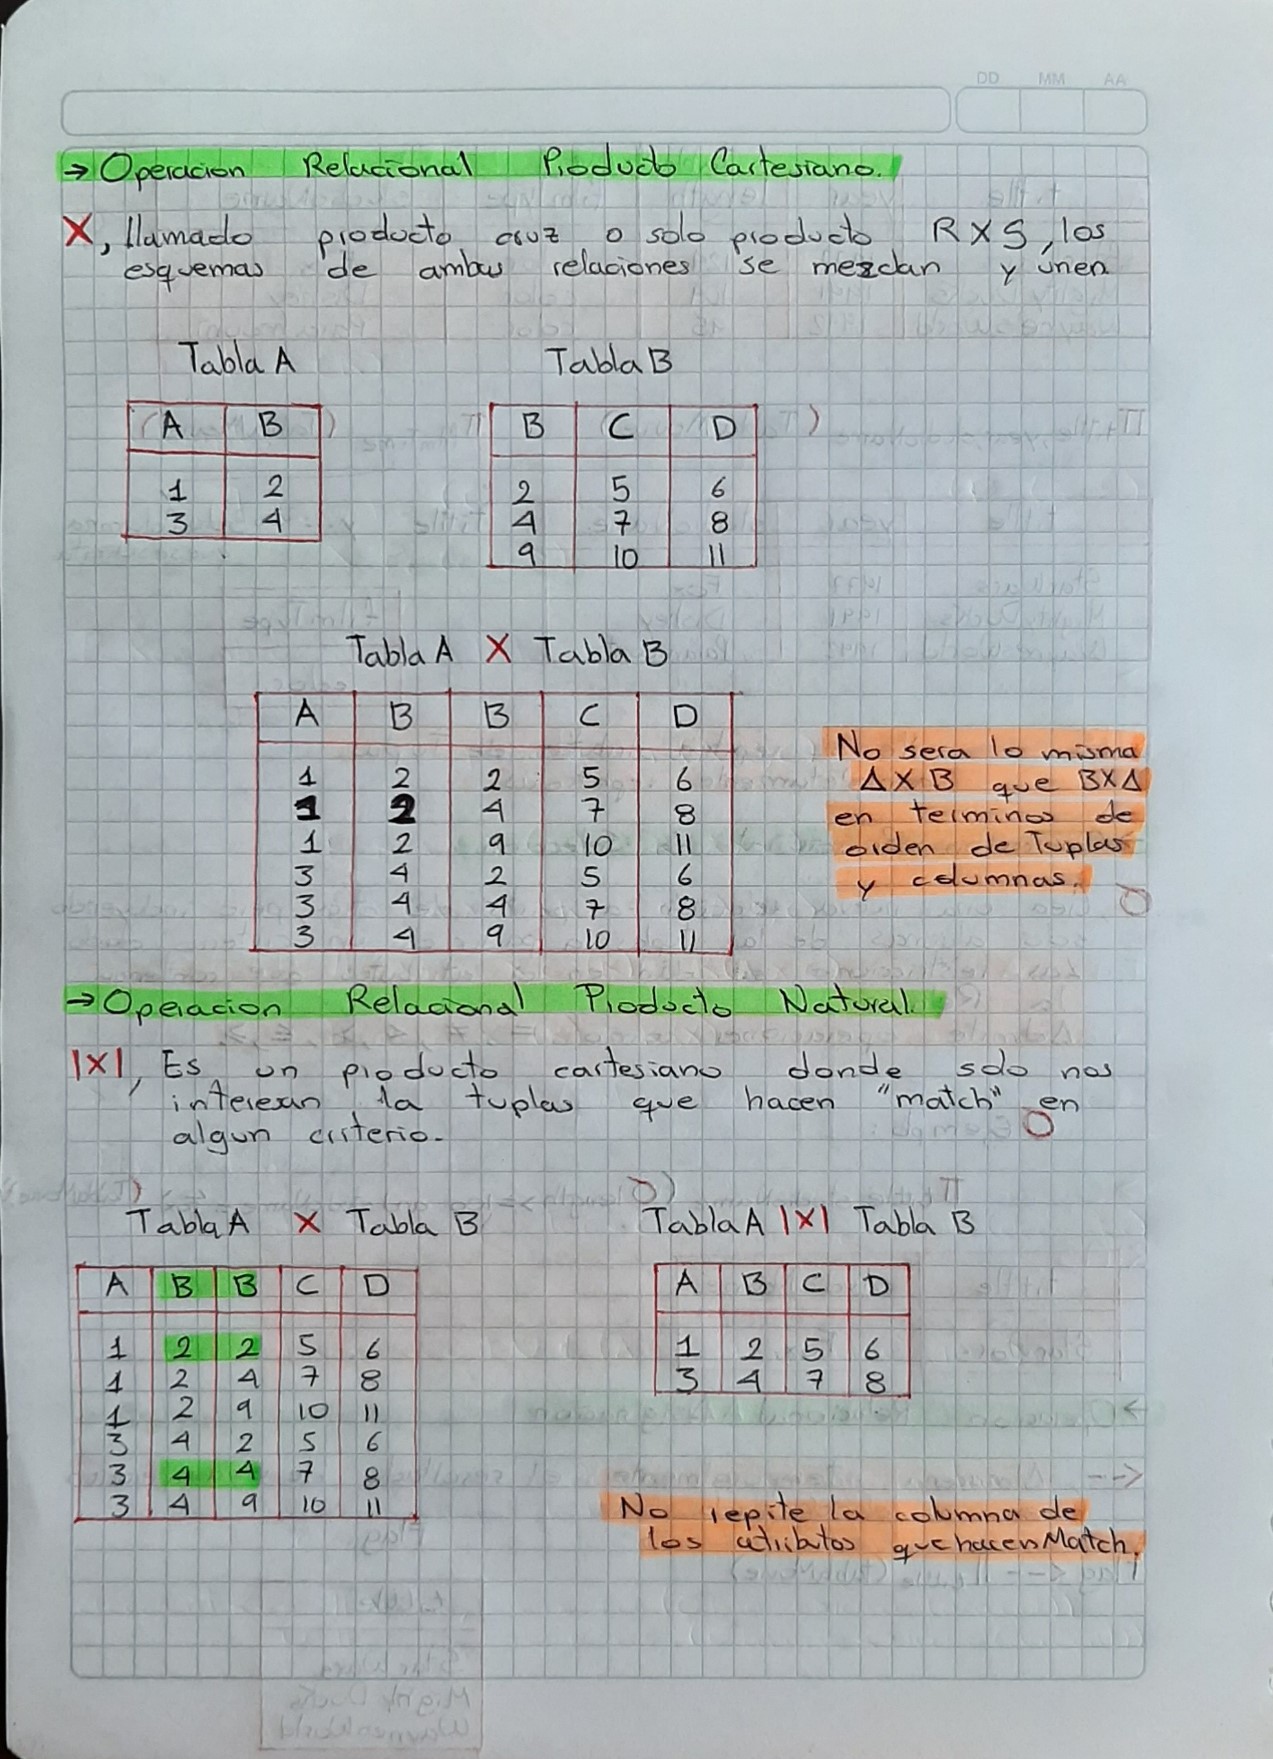 DD MM AA
→ Operacion Relacional Producto Cartesiano.
X, llamado producto cruz o solo producto R X S, los
esquemas de ambas relaciones se mezclan y unen
Tabla A
A B
1 2
3 4
Tabla B
B C D
2 5 6
4 7 8
9 10 11
Tabla A X Tabla B
A B B C D
1 2 2 5 6
1 2 4 7 8
1 2 9 10 11
3 4 2 5 6
3 4 4 7 8
3 4 9 10 11
No sera lo misma
A X B que B X A
en terminos de
orden de Tuplas
y columnas.
→ Operacion Relacional Producto Natural.
|X|, Es un producto cartesiano donde solo nos
interesan la tuplas que hacen "match" en
algun criterio.
Tabla A X Tabla B
A B B C D
1 2 2 5 6
1 2 4 7 8
1 2 9 10 11
3 4 2 5 6
3 4 4 7 8
3 4 9 10 11
Tabla A |X| Tabla B
A B C D
1 2 5 6
3 4 7 8
No repite la columna de
los atributos que hacen Match.